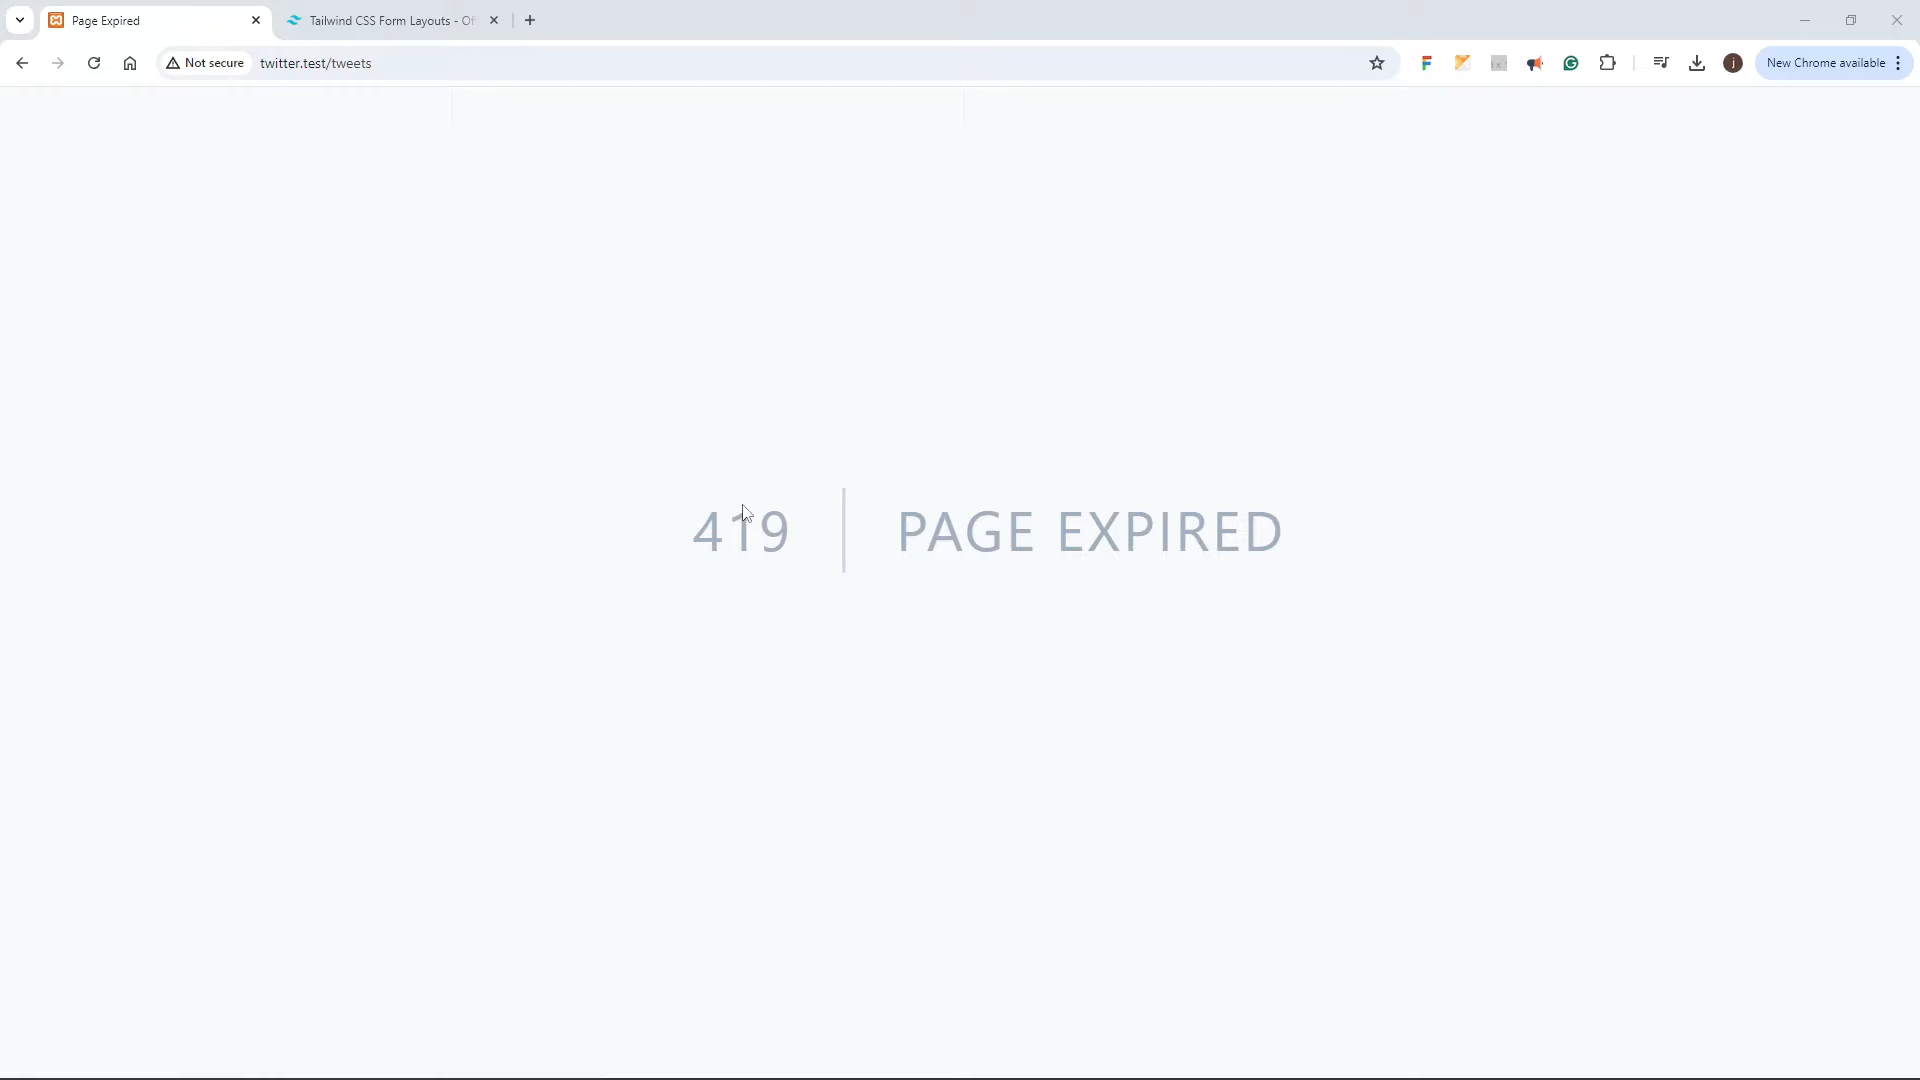 Page Expired
Tailwind CSS Form Layouts - Of
Not secure
twitter.test/tweets
j
New Chrome available
419
PAGE EXPIRED